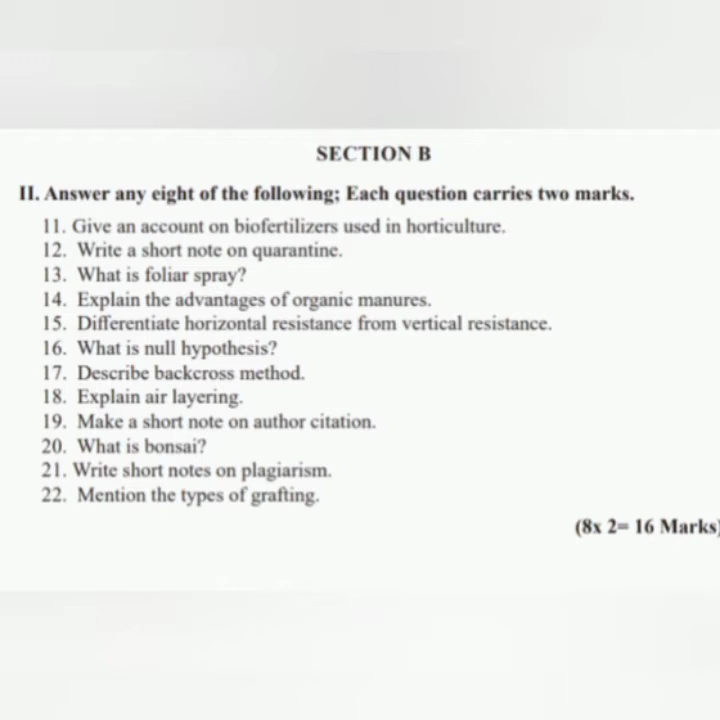 SECTION B
II. Answer any eight of the following; Each question carries two marks.
11. Give an account on biofertilizers used in horticulture.
12. Write a short note on quarantine.
13. What is foliar spray?
14. Explain the advantages of organic manures.
15. Differentiate horizontal resistance from vertical resistance.
16. What is null hypothesis?
17. Describe backcross method.
18. Explain air layering.
19. Make a short note on author citation.
20. What is bonsai?
21. Write short notes on plagiarism.
22. Mention the types of grafting.
(8x 2= 16 Marks)